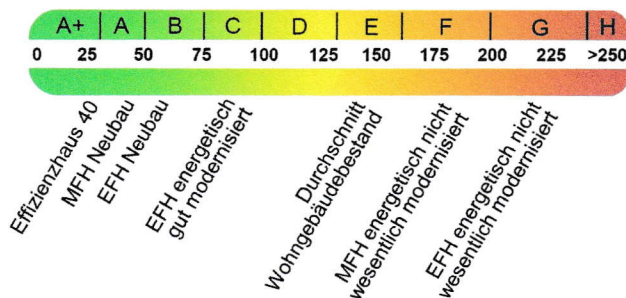 A+ A B C D E F G H
0 25 50 75 100 125 150 175 200 225 >250
Effizienzhaus 40
MFH Neubau
EFH Neubau
EFH energetisch
gut modernisiert
Durchschnitt
Wohngebäudebestand
MFH energetisch nicht
wesentlich modernisiert
EFH energetisch nicht
wesentlich modernisiert